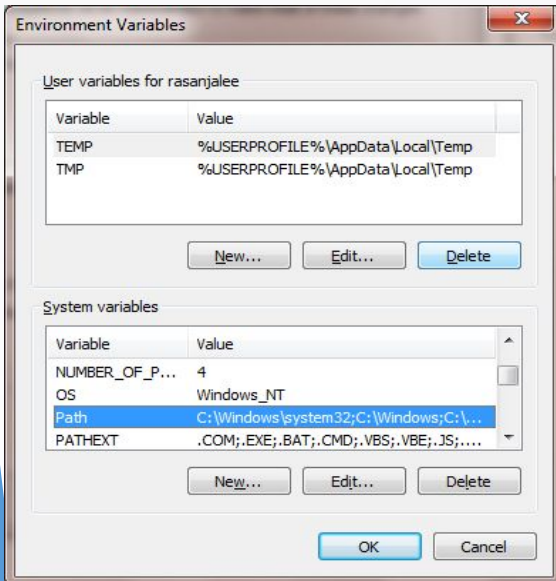 Environment Variables
User variables for rasanjalee
Variable Value
TEMP %USERPROFILE%\AppData\Local\Temp
TMP %USERPROFILE%\AppData\Local\Temp
New... Edit... Delete
System variables
Variable Value
NUMBER_OF_P... 4
OS Windows_NT
Path C:\Windows\system32;C:\Windows;C:\...
PATHEXT .COM;.EXE;.BAT;.CMD;.VBS;.VBE;.JS;....
New... Edit... Delete
OK Cancel